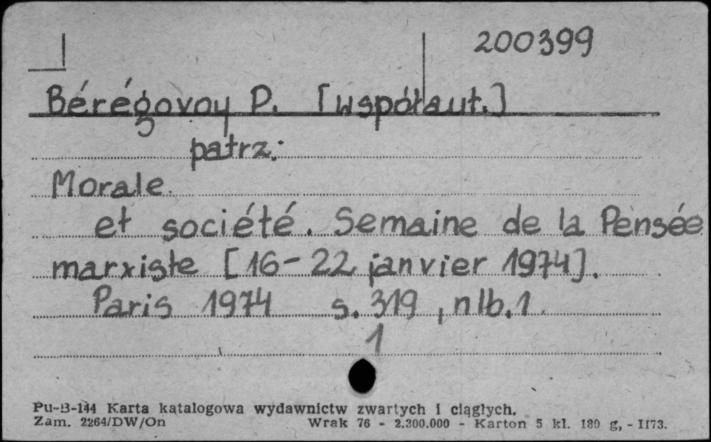 200399
Bérégovoy P. [współaut.]
patrz:
Morale
et société. Semaine de la Pensée
marxiste [16-22 janvier 1974].
Paris 1974 s. 319, nlb. 1
1
Pu-B-144 Karta katalogowa wydawnictw zwartych i ciągłych.
Zam. 2264/DW/On Wrak 76 - 2.300.000 - Karton 5 kl. 180 g, - 1173.